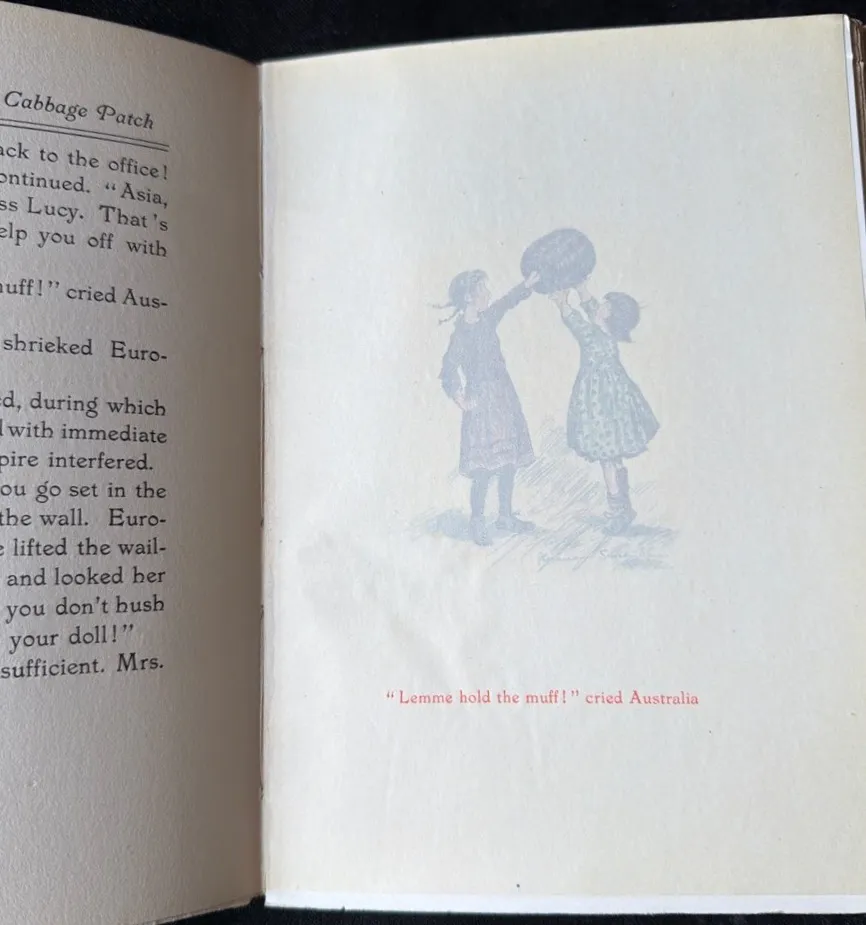 Cabbage Patch
ack to the office!
ontinued. “Asia,
ss Lucy. That’s
elp you off with
uff!” cried Aus-
shrieked Euro-
d, during which
with immediate
pire interfered.
ou go set in the
the wall. Euro-
lifted the wail-
and looked her
you don’t hush
your doll!”
sufficient. Mrs.
“Lemme hold the muff!” cried Australia